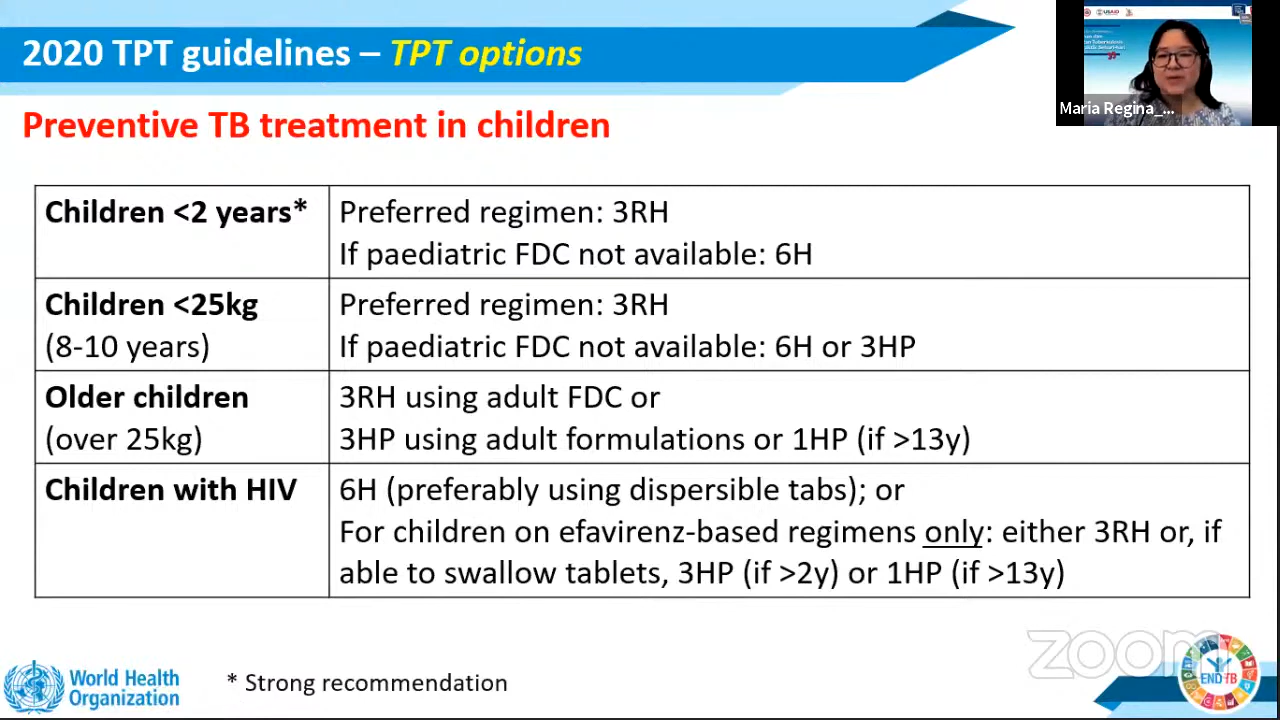 2020 TPT guidelines – TPT options
USAID
Maria Regina_...
Preventive TB treatment in children
Children <2 years*
Preferred regimen: 3RH
If paediatric FDC not available: 6H
Children <25kg
(8-10 years)
Preferred regimen: 3RH
If paediatric FDC not available: 6H or 3HP
Older children
(over 25kg)
3RH using adult FDC or
3HP using adult formulations or 1HP (if >13y)
Children with HIV
6H (preferably using dispersible tabs); or
For children on efavirenz-based regimens only: either 3RH or, if
able to swallow tablets, 3HP (if >2y) or 1HP (if >13y)
zoom
World Health
Organization
* Strong recommendation
END TB